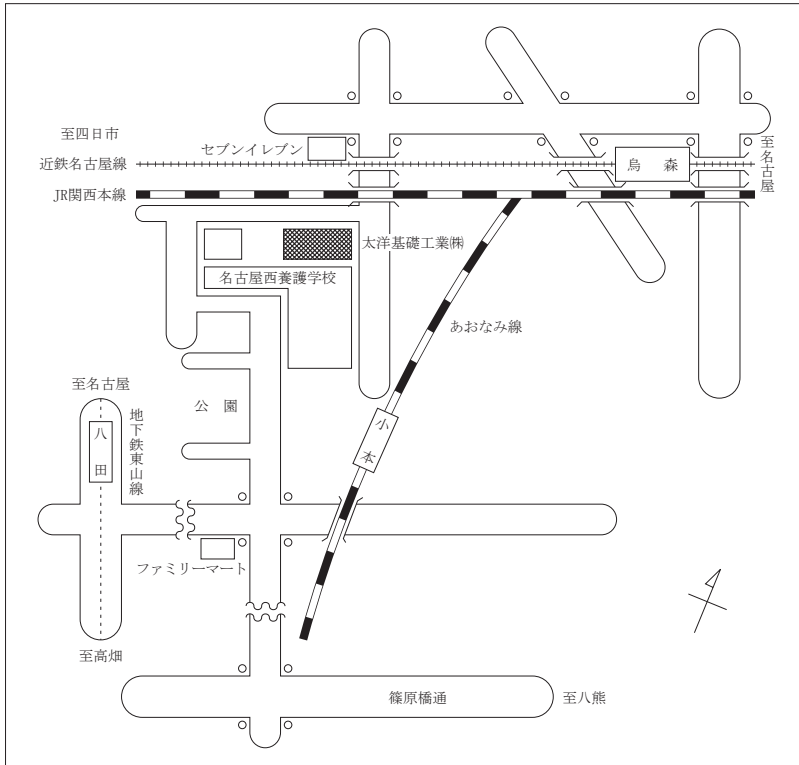 至四日市
セブンイレブン
近鉄名古屋線
烏森
至名古屋
JR関西本線
太洋基礎工業㈱
名古屋西養護学校
あおなみ線
至名古屋
公園
小本
八田
地下鉄東山線
ファミリーマート
至高畑
篠原橋通
至八熊